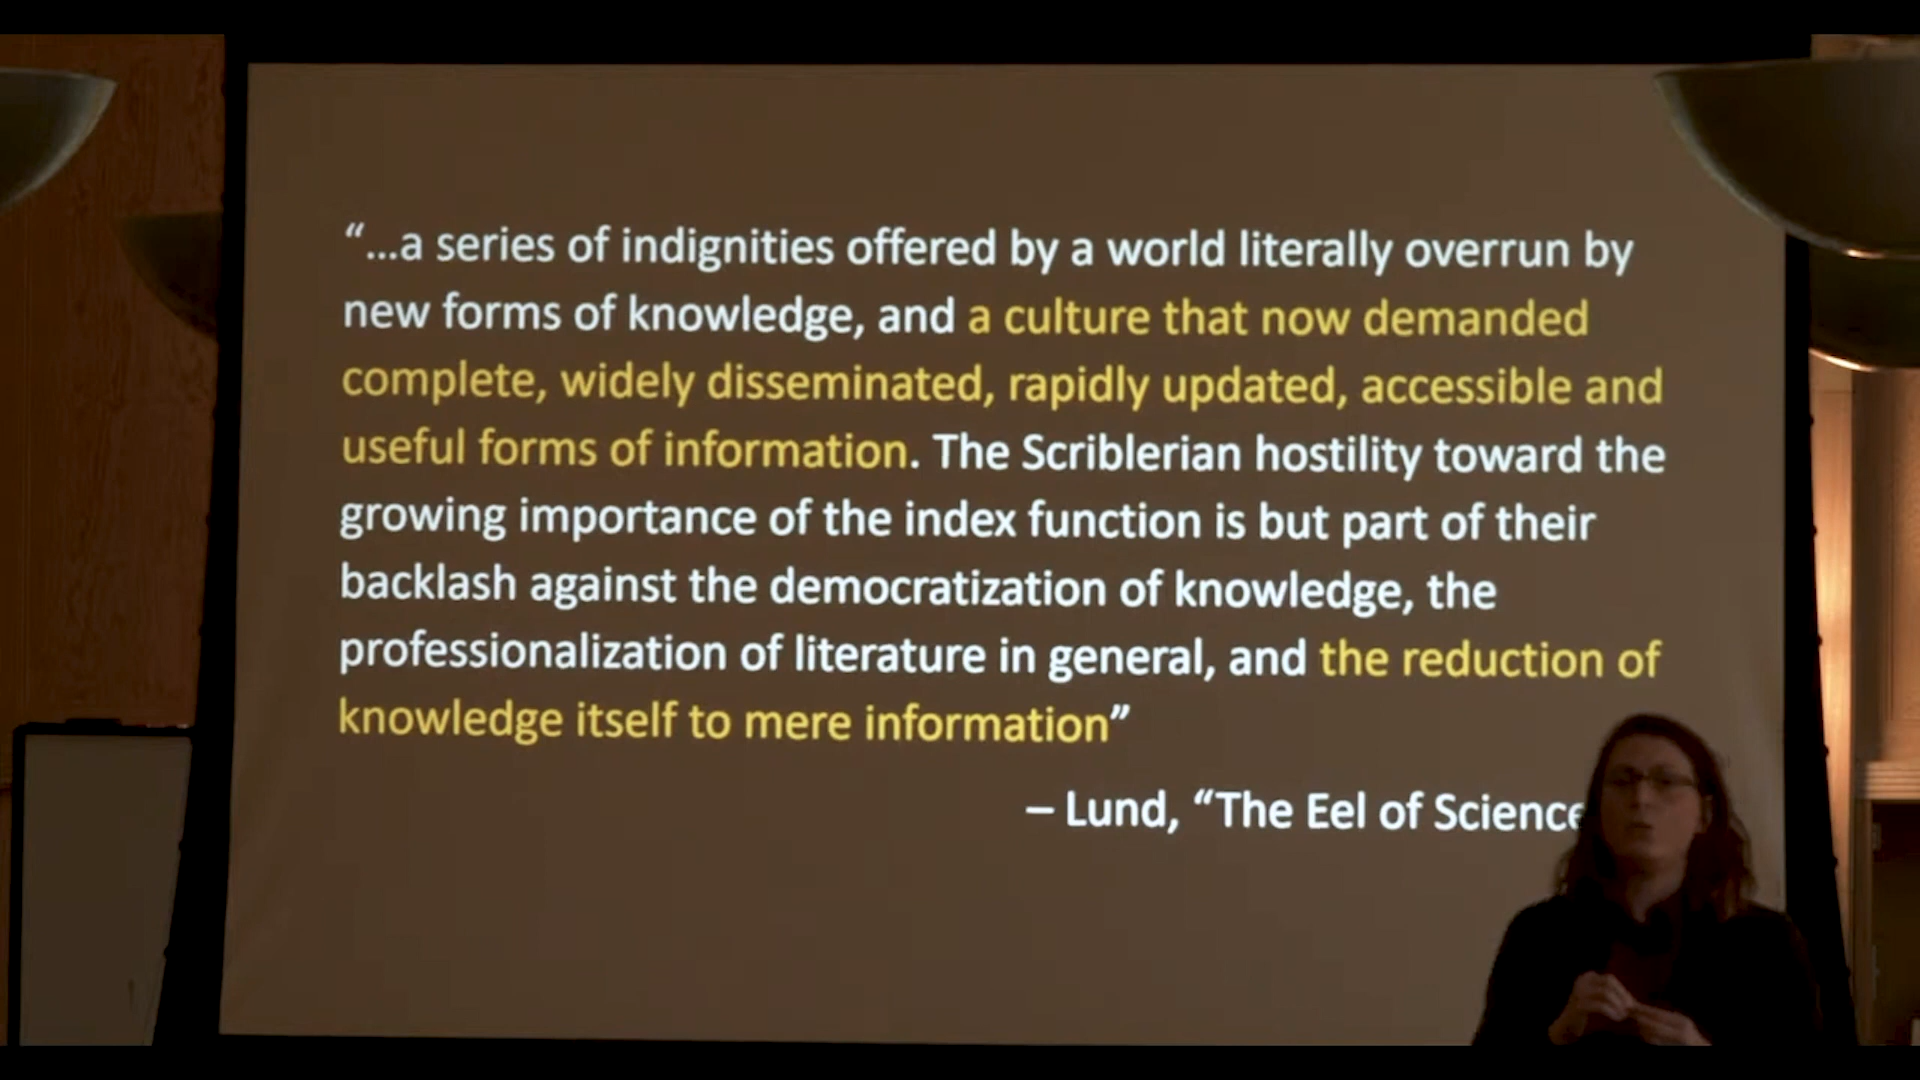 “...a series of indignities offered by a world literally overrun by
new forms of knowledge, and a culture that now demanded
complete, widely disseminated, rapidly updated, accessible and
useful forms of information. The Scriblerian hostility toward the
growing importance of the index function is but part of their
backlash against the democratization of knowledge, the
professionalization of literature in general, and the reduction of
knowledge itself to mere information”
– Lund, “The Eel of Science